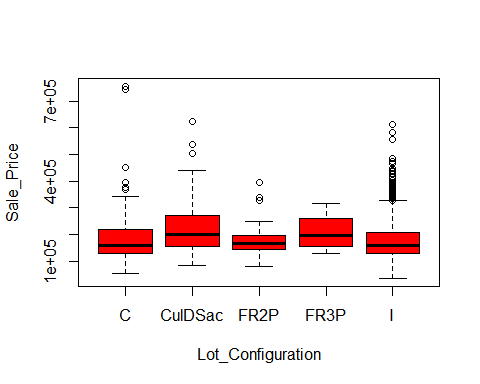 7e+05
4e+05
1e+05
Sale_Price
C CulDSac FR2P FR3P I
Lot_Configuration